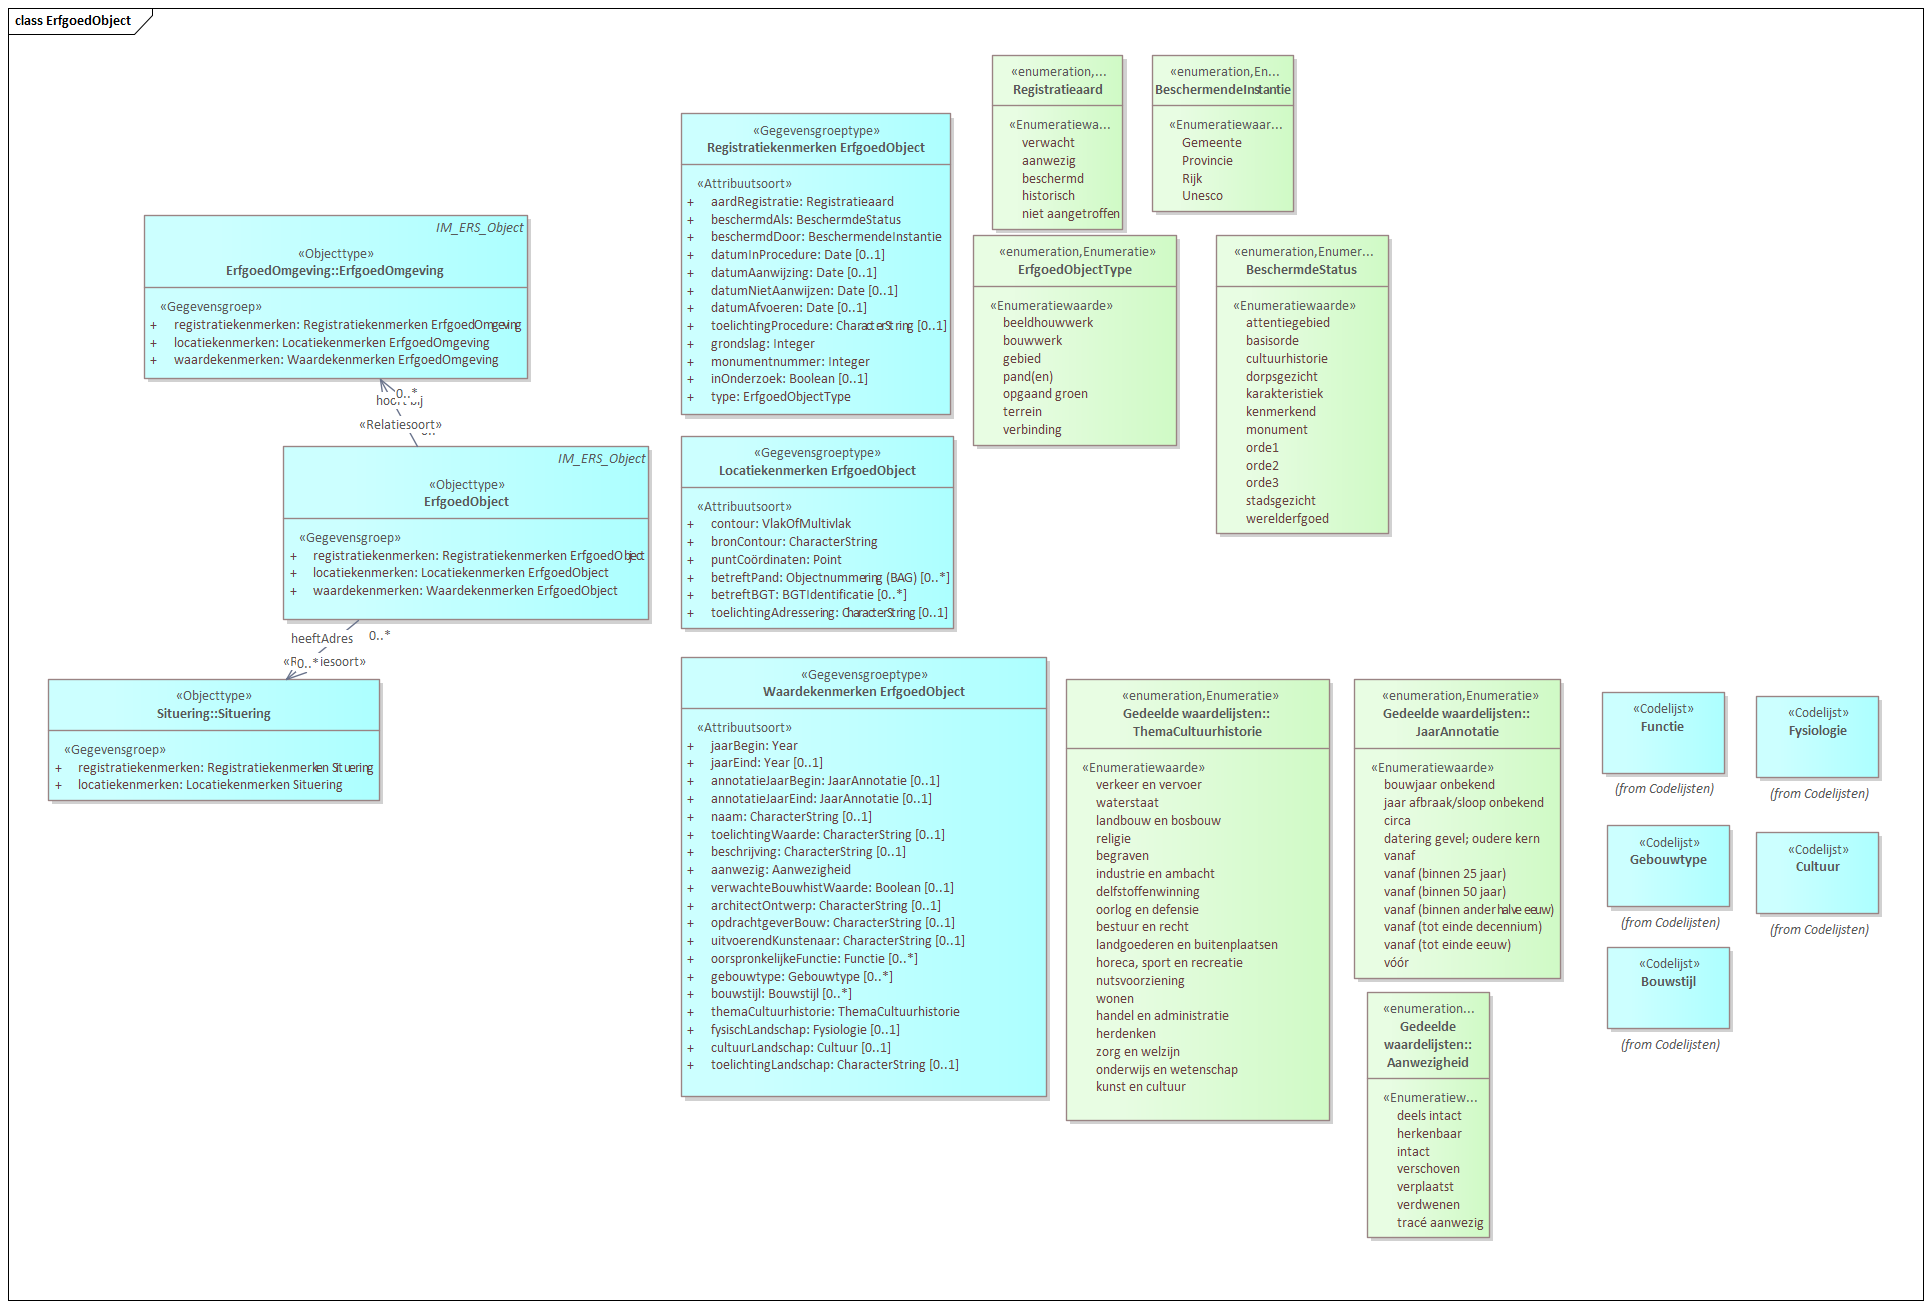 class ErfgoedObject
IM_ERS_Object
«Objecttype»
ErfgoedOmgeving::ErfgoedOmgeving
«Gegevensgroep»
+ registratiekenmerken: Registratiekenmerken ErfgoedOmgeving
+ locatiekenmerken: Locatiekenmerken ErfgoedOmgeving
+ waardekenmerken: Waardekenmerken ErfgoedOmgeving
0..*
«Relatiesoort»
IM_ERS_Object
«Objecttype»
ErfgoedObject
«Gegevensgroep»
+ registratiekenmerken: Registratiekenmerken ErfgoedObject
+ locatiekenmerken: Locatiekenmerken ErfgoedObject
+ waardekenmerken: Waardekenmerken ErfgoedObject
heeftAdres
0..*
0..*
«Objecttype»
Situering::Situering
«Gegevensgroep»
+ registratiekenmerken: Registratiekenmerken Situering
+ locatiekenmerken: Locatiekenmerken Situering
«Gegevensgroeptype»
Registratiekenmerken ErfgoedObject
«Attribuutsoort»
+ aardRegistratie: Registratieaard
+ beschermdAls: BeschermdeStatus
+ beschermdDoor: BeschermendeInstantie
+ datumInProcedure: Date [0..1]
+ datumAanwijzing: Date [0..1]
+ datumNietAanwijzen: Date [0..1]
+ datumAfvoeren: Date [0..1]
+ toelichtingProcedure: CharacterString [0..1]
+ grondslag: Integer
+ monumentnummer: Integer
+ inOnderzoek: Boolean [0..1]
+ type: ErfgoedObjectType
«Gegevensgroeptype»
Locatiekenmerken ErfgoedObject
«Attribuutsoort»
+ contour: VlakOfMultivlak
+ bronContour: CharacterString
+ puntCoördinaten: Point
+ betreftPand: Objectnummering (BAG) [0..*]
+ betreftBGT: BGTIdentificatie [0..*]
+ toelichtingAdressering: CharacterString [0..1]
«Gegevensgroeptype»
Waardekenmerken ErfgoedObject
«Attribuutsoort»
+ jaarBegin: Year
+ jaarEind: Year [0..1]
+ annotatieJaarBegin: JaarAnnotatie [0..1]
+ annotatieJaarEind: JaarAnnotatie [0..1]
+ naam: CharacterString [0..1]
+ toelichtingWaarde: CharacterString [0..1]
+ beschrijving: CharacterString [0..1]
+ aanwezig: Aanwezigheid
+ verwachteBouwhistWaarde: Boolean [0..1]
+ architectOntwerp: CharacterString [0..1]
+ opdrachtgeverBouw: CharacterString [0..1]
+ uitvoerendKunstenaar: CharacterString [0..1]
+ oorspronkelijkeFunctie: Functie [0..*]
+ gebouwtype: Gebouwtype [0..*]
+ bouwstijl: Bouwstijl [0..*]
+ themaCultuurhistorie: ThemaCultuurhistorie
+ fysischLandschap: Fysiologie [0..1]
+ cultuurLandschap: Cultuur [0..1]
+ toelichtingLandschap: CharacterString [0..1]
«enumeration,...
Registratieaard
«Enumeratiewa...
verwacht
aanwezig
beschermd
historisch
niet aangetroffen
«enumeration,En...
BeschermendeInstantie
«Enumeratiewaar...
Gemeente
Provincie
Rijk
Unesco
«enumeration,Enumeratie»
ErfgoedObjectType
«Enumeratiewaarde»
beeldhouwwerk
bouwwerk
gebied
pand(en)
opgaand groen
terrein
verbinding
«enumeration,Enumer...
BeschermdeStatus
«Enumeratiewaarde»
attentiegebied
basisorde
cultuurhistorie
dorpsgezicht
karakteristiek
kenmerkend
monument
orde1
orde2
orde3
stadsgezicht
werelderfgoed
«enumeration,Enumeratie»
Gedeelde waardelijsten::
ThemaCultuurhistorie
«Enumeratiewaarde»
verkeer en vervoer
waterstaat
landbouw en bosbouw
religie
begraven
industrie en ambacht
delfstoffenwinning
oorlog en defensie
bestuur en recht
landgoederen en buitenplaatsen
horeca, sport en recreatie
nutsvoorziening
wonen
handel en administratie
herdenken
zorg en welzijn
onderwijs en wetenschap
kunst en cultuur
«enumeration,Enumeratie»
Gedeelde waardelijsten::
JaarAnnotatie
«Enumeratiewaarde»
bouwjaar onbekend
jaar afbraak/sloop onbekend
circa
datering gevel; oudere kern
vanaf
vanaf (binnen 25 jaar)
vanaf (binnen 50 jaar)
vanaf (binnen anderhalve eeuw)
vanaf (tot einde decennium)
vanaf (tot einde eeuw)
vóór
«enumeration...
Gedeelde
waardelijsten::
Aanwezigheid
«Enumeratiew...
deels intact
herkenbaar
intact
verschoven
verplaatst
verdwenen
tracé aanwezig
«Codelijst»
Functie
(from Codelijsten)
«Codelijst»
Fysiologie
(from Codelijsten)
«Codelijst»
Gebouwtype
(from Codelijsten)
«Codelijst»
Cultuur
(from Codelijsten)
«Codelijst»
Bouwstijl
(from Codelijsten)